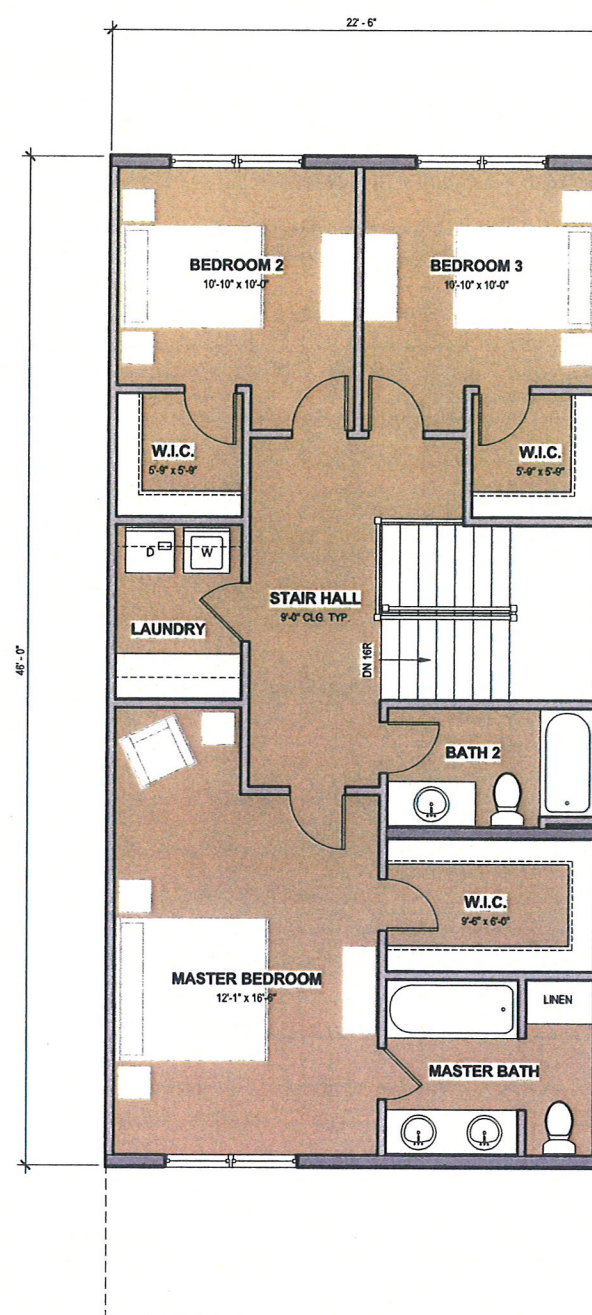 22' - 6"
46' - 0"
BEDROOM 2
10'-10" x 10'-0"
BEDROOM 3
10'-10" x 10'-0"
W.I.C.
5'-9" x 5'-9"
W.I.C.
5'-9" x 5'-9"
D
W
LAUNDRY
STAIR HALL
9'-0" CLG. TYP.
DN 16R
BATH 2
W.I.C.
9'-6" x 6'-0"
MASTER BEDROOM
12'-1" x 16'-6"
LINEN
MASTER BATH